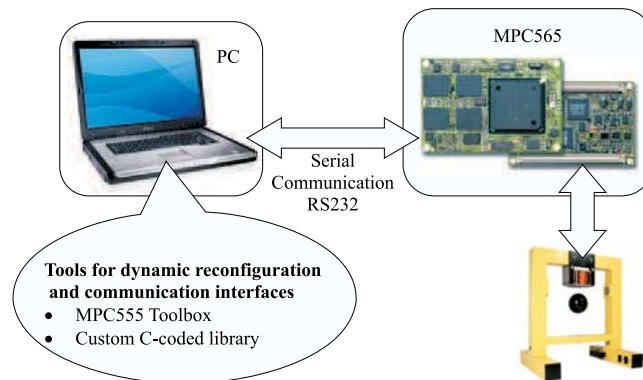 PC
MPC565
Serial
Communication
RS232
Tools for dynamic reconfiguration
and communication interfaces
• MPC555 Toolbox
• Custom C-coded library